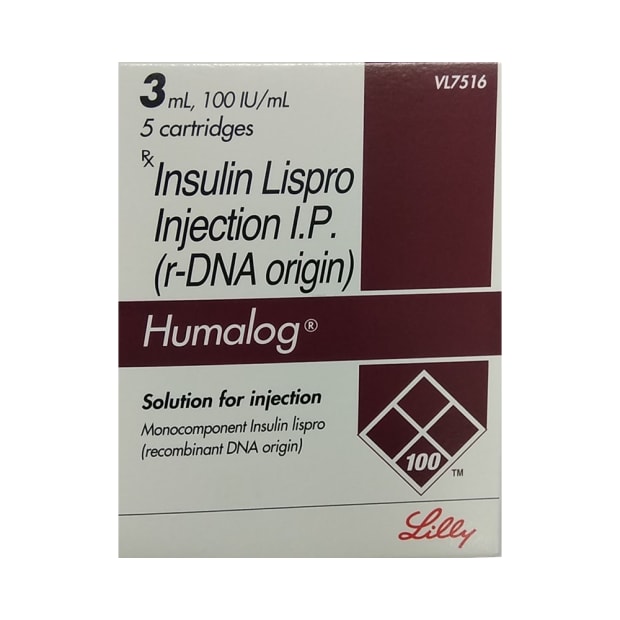 3 mL, 100 IU/mL
5 cartridges
VL7516
℞ Insulin Lispro
Injection I.P.
(r-DNA origin)
Humalog®
Solution for injection
Monocomponent Insulin lispro
(recombinant DNA origin)
100 ™
Lilly